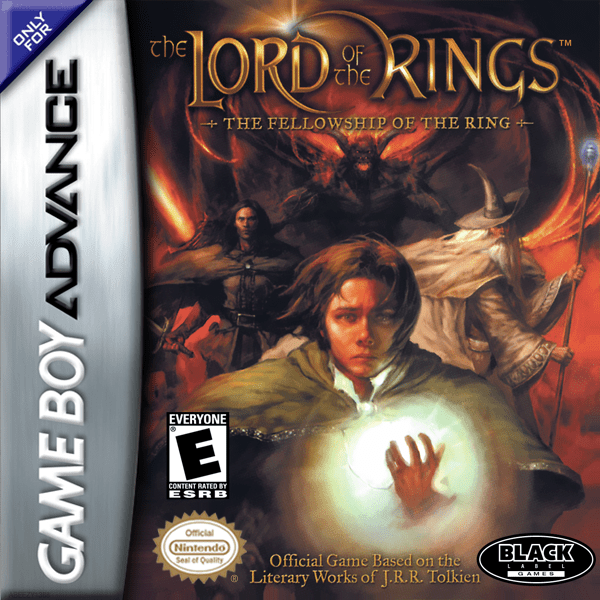 ONLY
FOR
GAME BOY ADVANCE
THE LORD OF THE RINGS™
THE FELLOWSHIP OF THE RING
EVERYONE
E
®
CONTENT RATED BY
ESRB
Official
Nintendo
Seal of Quality
®
Official Game Based on the
Literary Works of J.R.R. Tolkien
BLACK
LABEL
GAMES